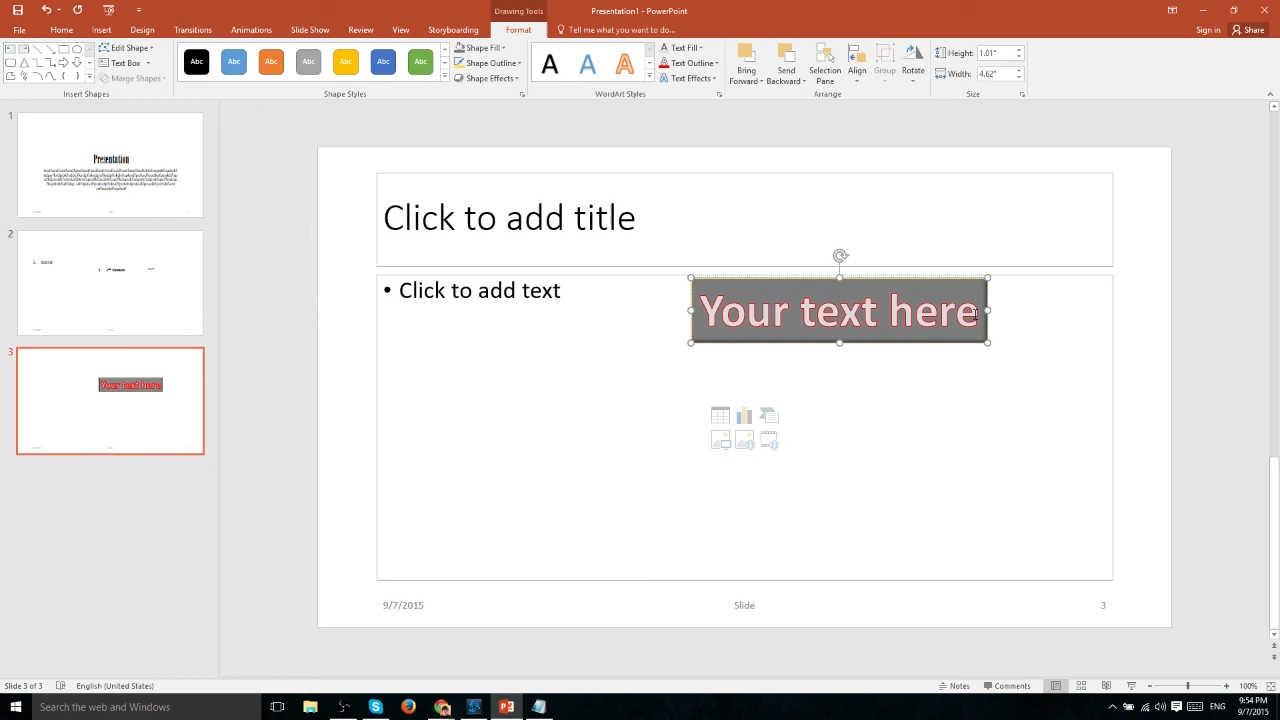 Drawing Tools
Presentation1 - PowerPoint
File
Home
Insert
Design
Transitions
Animations
Slide Show
Review
View
Storyboarding
Format
Tell me what you want to do...
Sign in
Share
Edit Shape
Text Box
Merge Shapes
Insert Shapes
Abc Abc Abc Abc Abc Abc Abc
Shape Fill
Shape Outline
Shape Effects
Shape Styles
A A A
Text Fill
Text Outline
Text Effects
WordArt Styles
Bring Forward
Send Backward
Selection Pane
Align
Group
Rotate
Arrange
Height: 1.01"
Width: 4.62"
Size
1
Presentation
2
1. Word
3
Your text here
Click to add title
• Click to add text
Your text here
9/7/2015
Slide
3
Slide 3 of 3
English (United States)
Notes
Comments
100%
Search the web and Windows
ENG
9:54 PM
9/7/2015